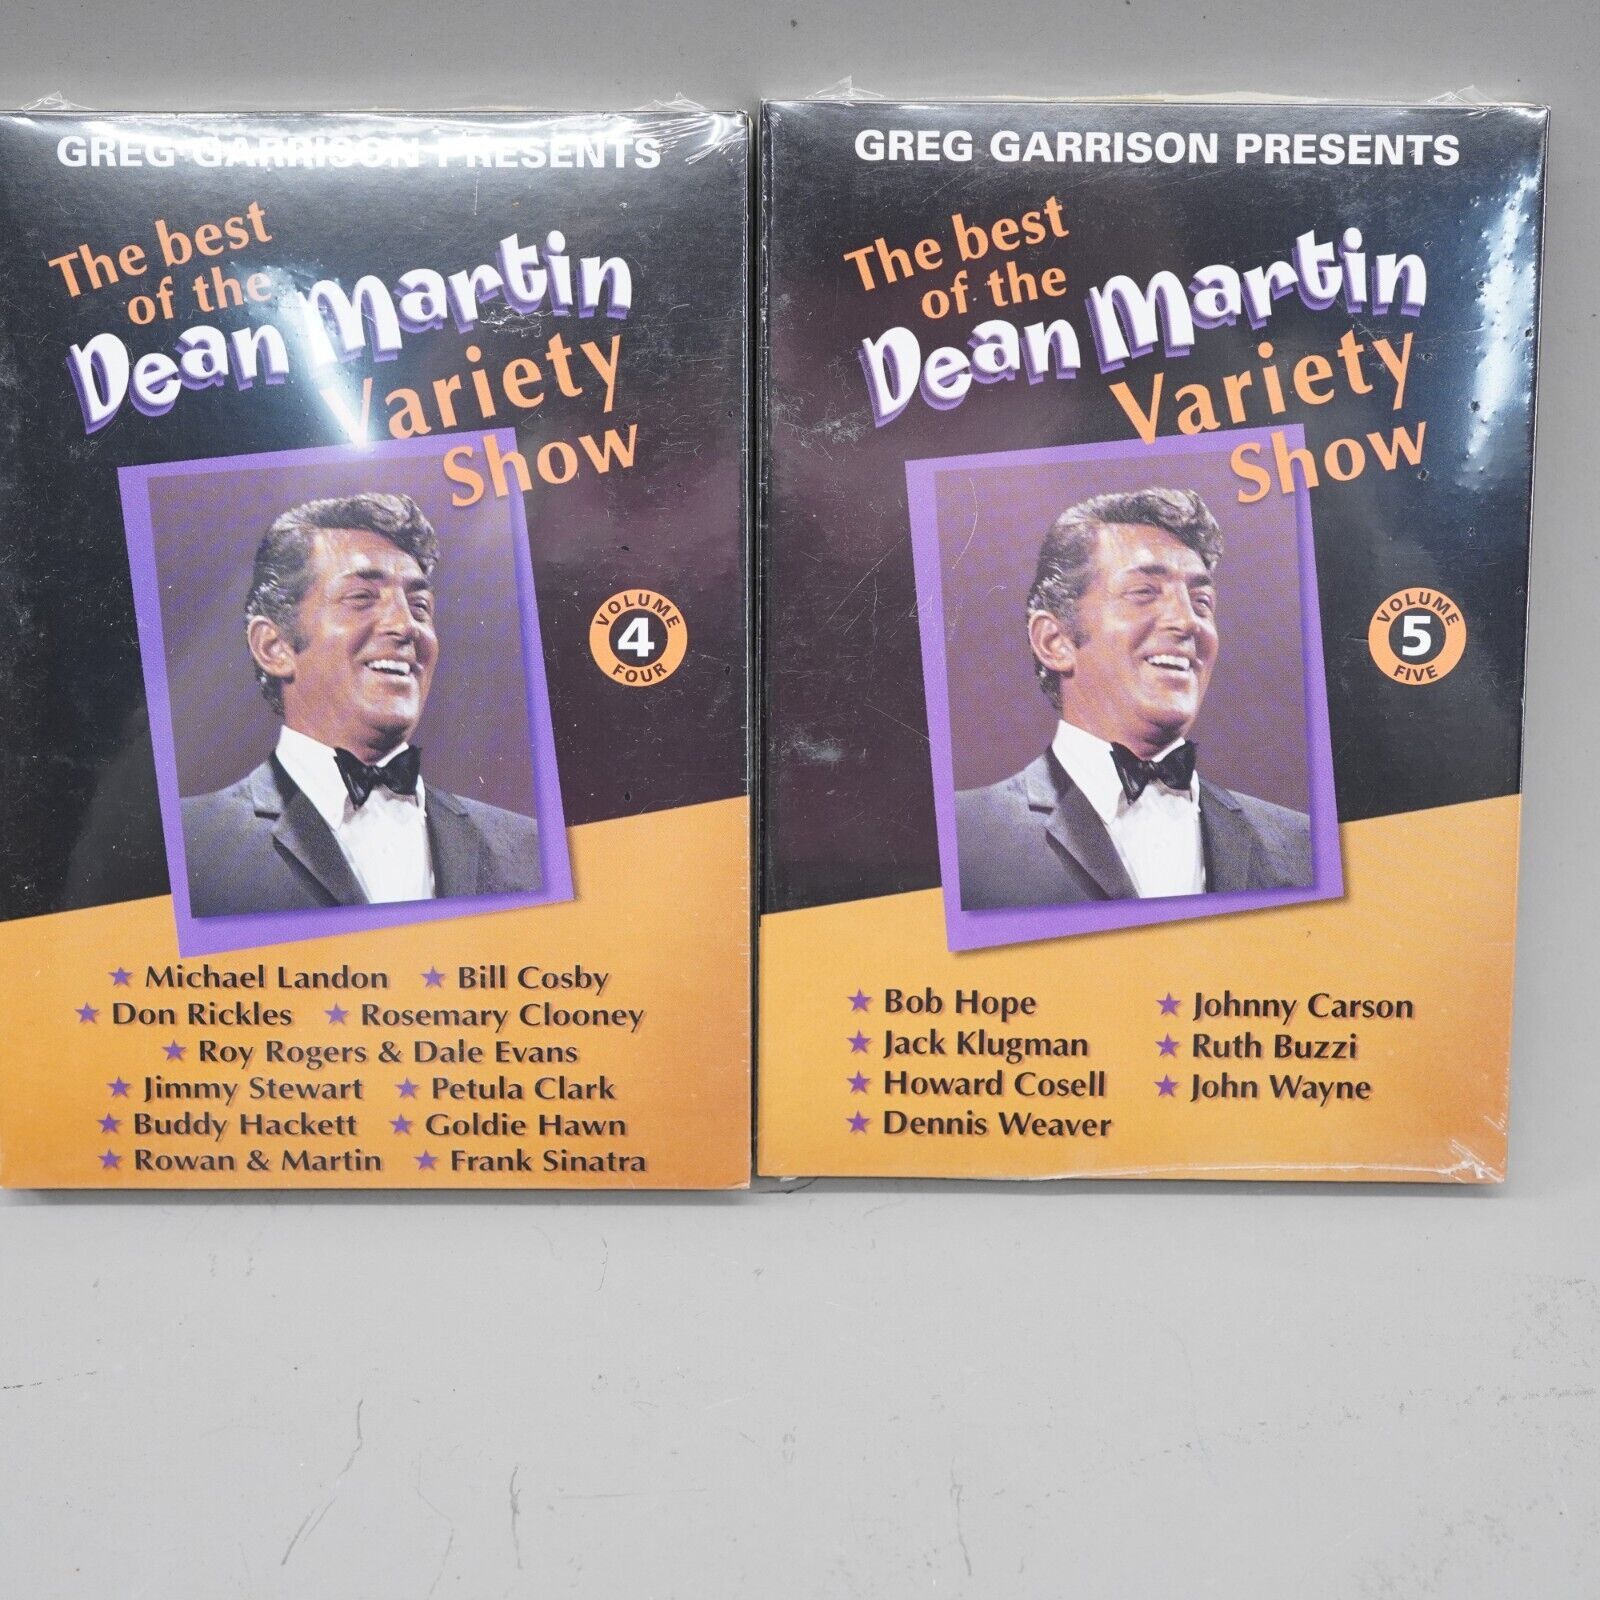 GREG GARRISON PRESENTS
The best
of the
Dean Martin
Variety
Show
VOLUME
4
FOUR
★ Michael Landon ★ Bill Cosby
★ Don Rickles ★ Rosemary Clooney
★ Roy Rogers & Dale Evans
★ Jimmy Stewart ★ Petula Clark
★ Buddy Hackett ★ Goldie Hawn
★ Rowan & Martin ★ Frank Sinatra
GREG GARRISON PRESENTS
The best
of the
Dean Martin
Variety
Show
VOLUME
5
FIVE
★ Bob Hope ★ Johnny Carson
★ Jack Klugman ★ Ruth Buzzi
★ Howard Cosell ★ John Wayne
★ Dennis Weaver